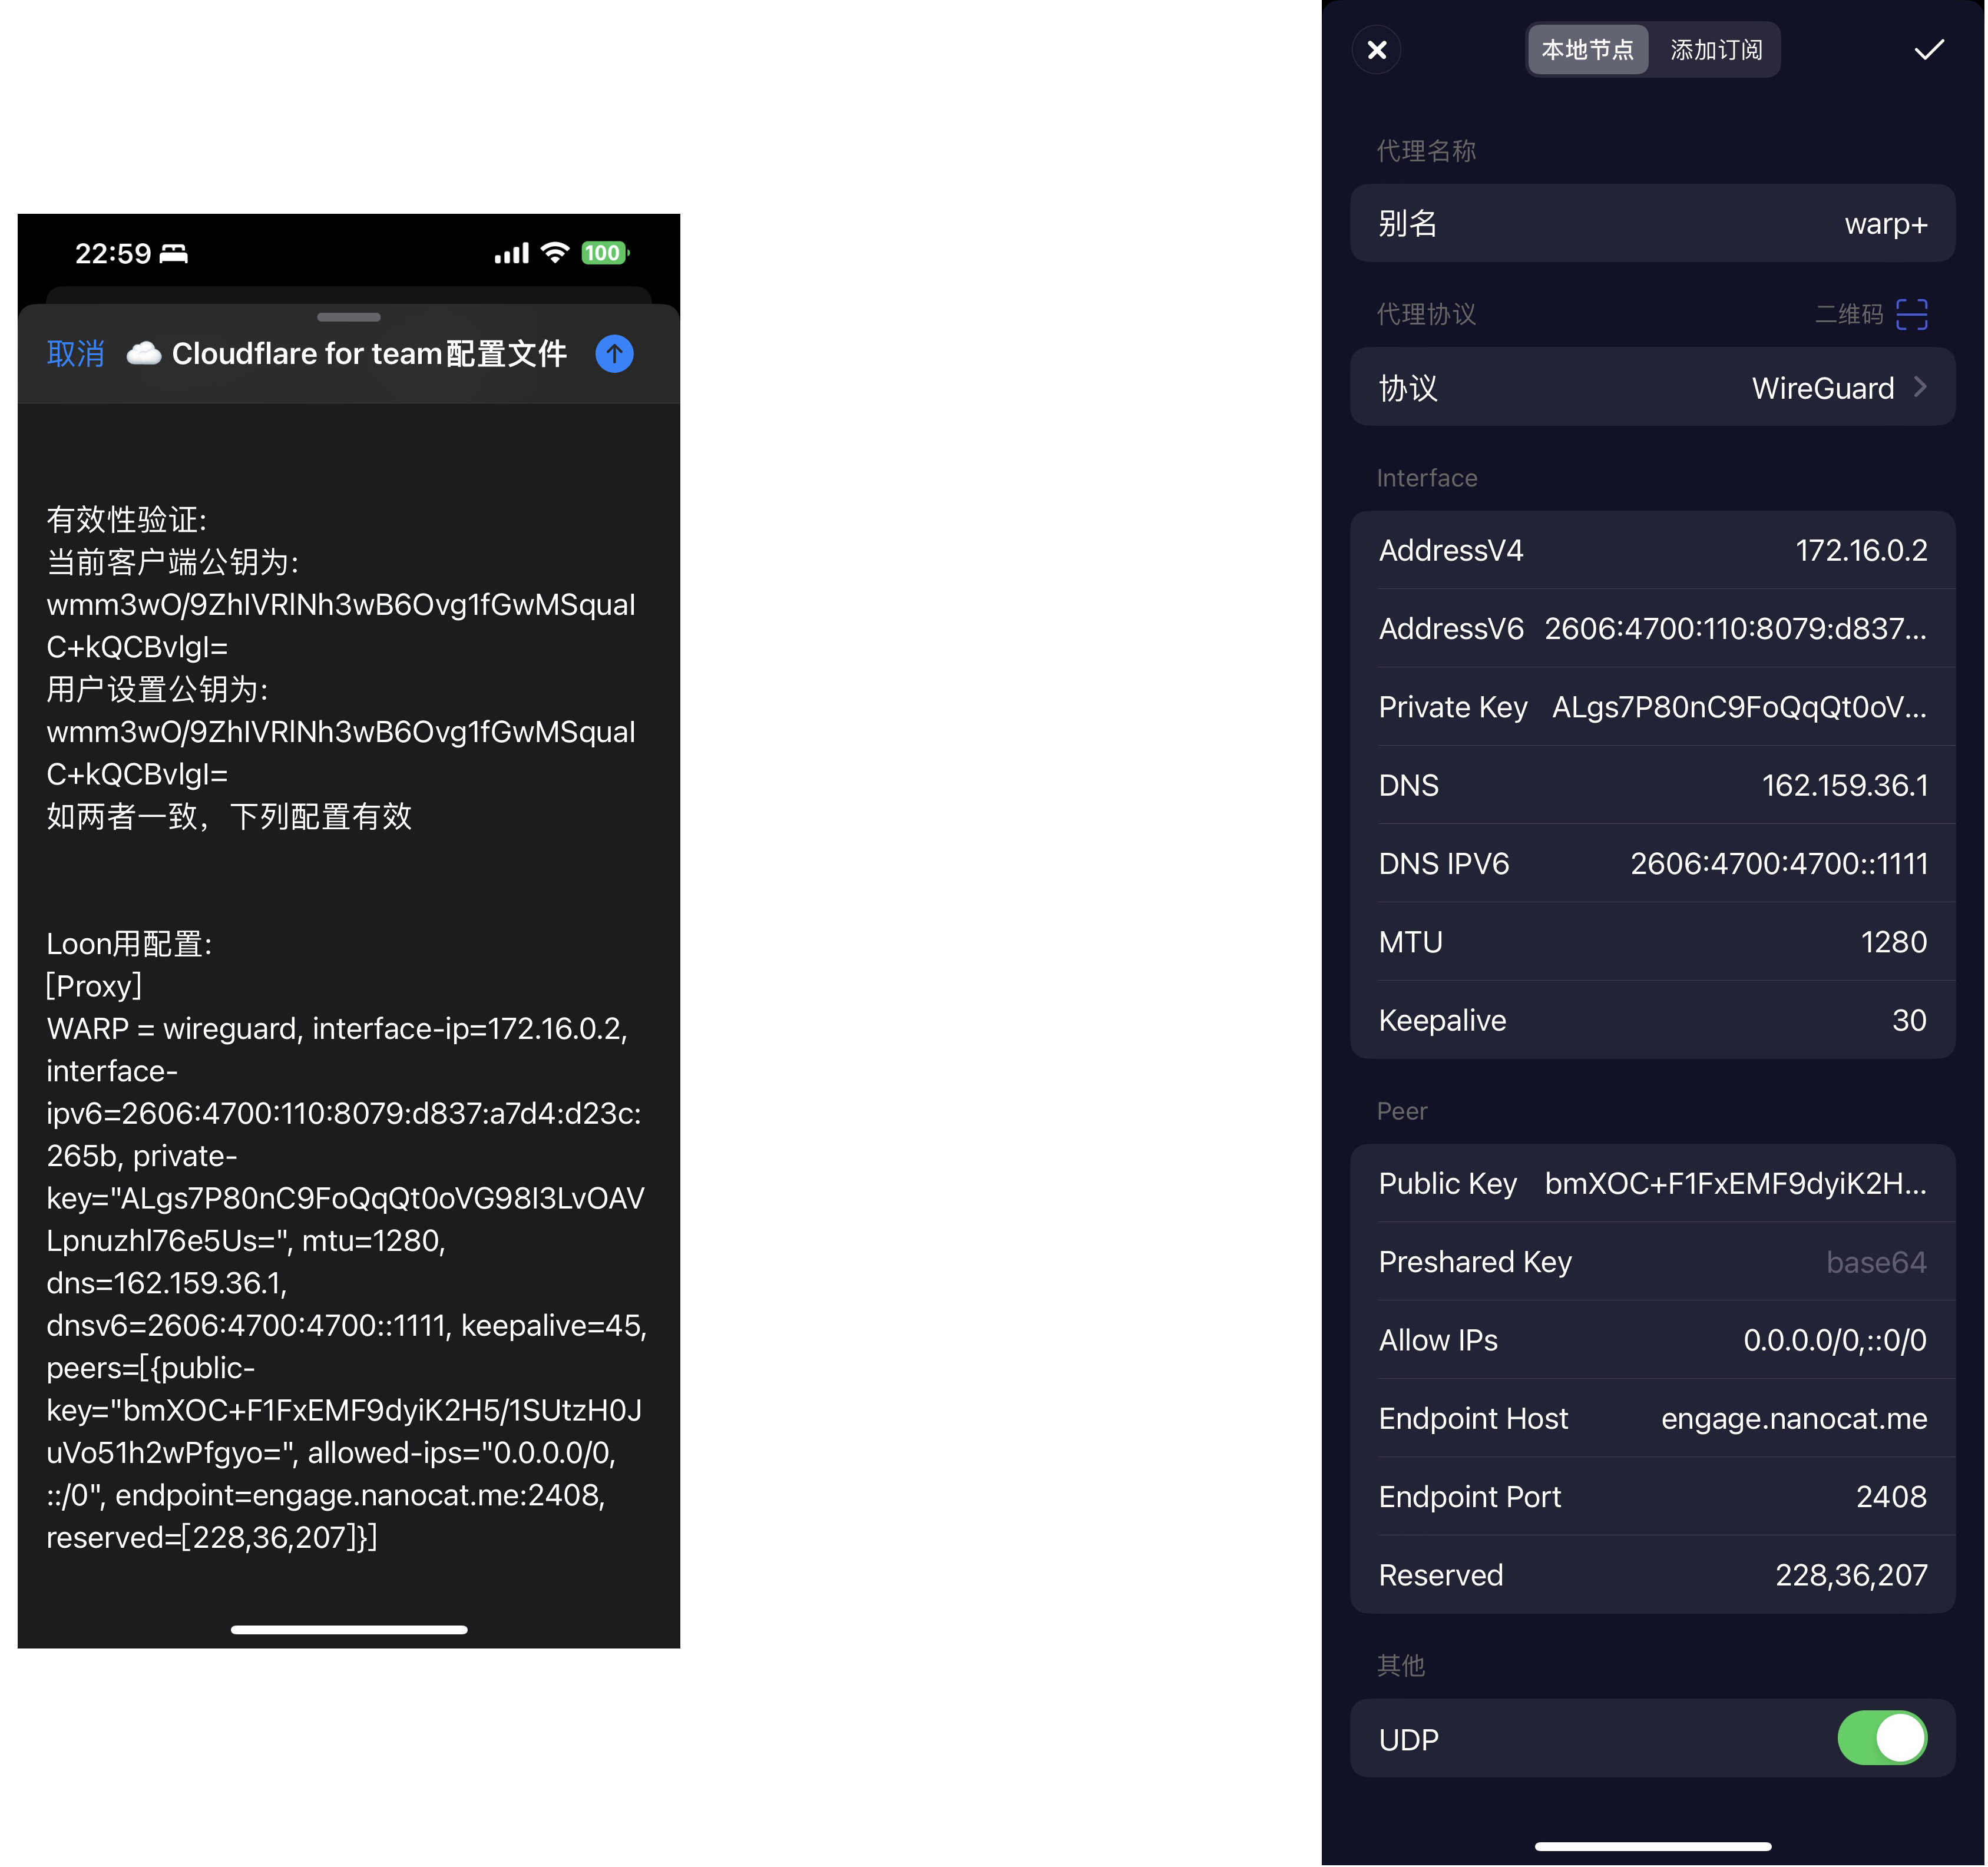 22:59
100
取消 ☁️ Cloudflare for team配置文件
有效性验证:
当前客户端公钥为:
wmm3wO/9ZhIVRlNh3wB6Ovg1fGwMSquaI
C+kQCBvlgI=
用户设置公钥为:
wmm3wO/9ZhIVRlNh3wB6Ovg1fGwMSquaI
C+kQCBvlgI=
如两者一致，下列配置有效
Loon用配置:
[Proxy]
WARP = wireguard, interface-ip=172.16.0.2,
interface-
ipv6=2606:4700:110:8079:d837:a7d4:d23c:
265b, private-
key="ALgs7P80nC9FoQqQt0oVG98I3LvOAV
Lpnuzhl76e5Us=", mtu=1280,
dns=162.159.36.1,
dnsv6=2606:4700:4700::1111, keepalive=45,
peers=[{public-
key="bmXOC+F1FxEMF9dyiK2H5/1SUtzH0J
uVo51h2wPfgyo=", allowed-ips="0.0.0.0/0,
::/0", endpoint=engage.nanocat.me:2408,
reserved=[228,36,207]}]
本地节点 添加订阅
代理名称
别名 warp+
代理协议 二维码
协议 WireGuard
Interface
AddressV4 172.16.0.2
AddressV6 2606:4700:110:8079:d837...
Private Key ALgs7P80nC9FoQqQt0oV...
DNS 162.159.36.1
DNS IPV6 2606:4700:4700::1111
MTU 1280
Keepalive 30
Peer
Public Key bmXOC+F1FxEMF9dyiK2H...
Preshared Key base64
Allow IPs 0.0.0.0/0,::0/0
Endpoint Host engage.nanocat.me
Endpoint Port 2408
Reserved 228,36,207
其他
UDP